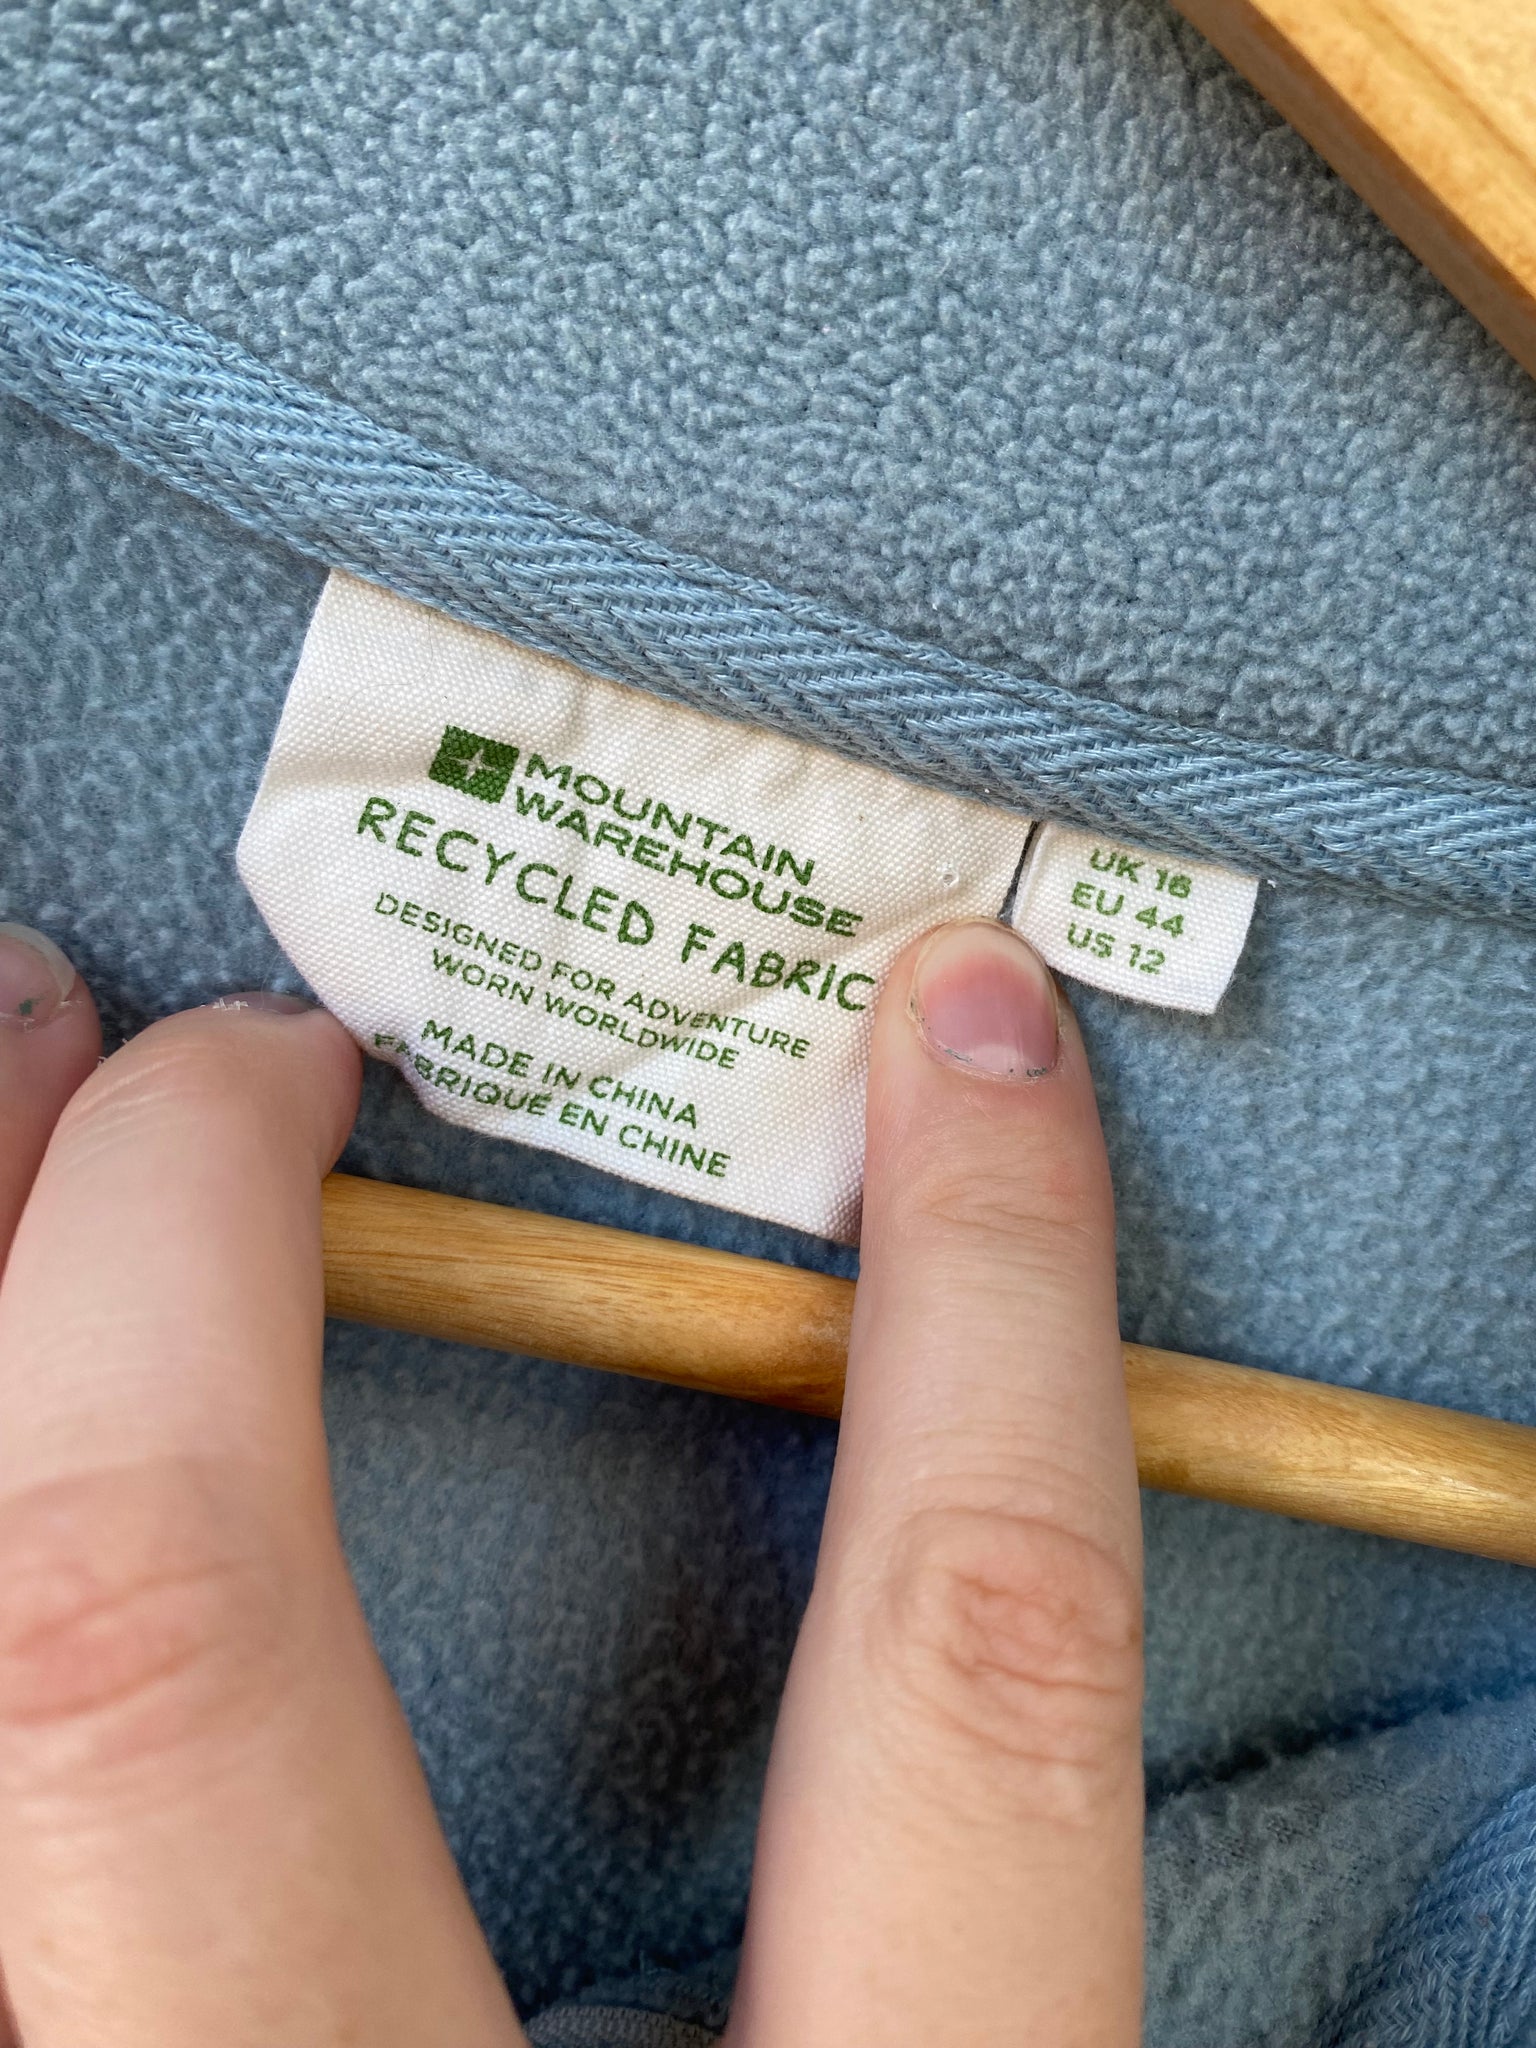 MOUNTAIN
WAREHOUSE
RECYCLED FABRIC
DESIGNED FOR ADVENTURE
WORN WORLDWIDE
MADE IN CHINA
FABRIQUÉ EN CHINE
UK 16
EU 44
US 12